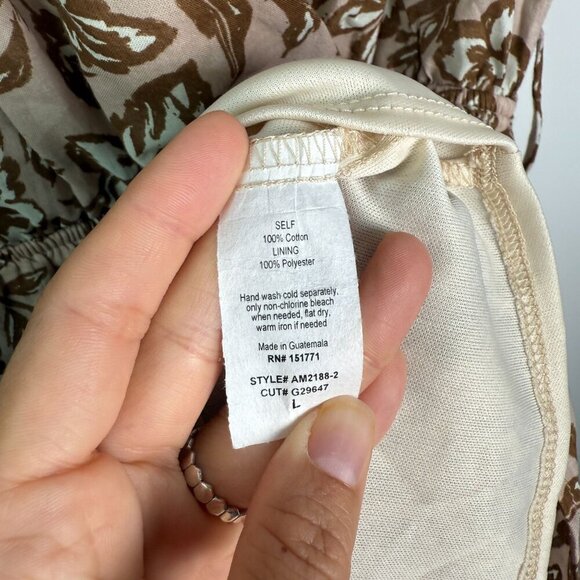 SELF
100% Cotton
LINING
100% Polyester
Hand wash cold separately,
only non-chlorine bleach
when needed, flat dry,
warm iron if needed
Made in Guatemala
RN# 151771
STYLE# AM2188-2
CUT# G29647
L